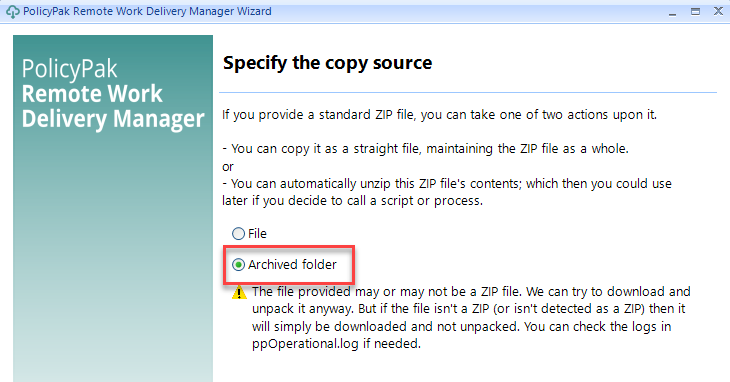 PolicyPak Remote Work Delivery Manager Wizard
PolicyPak
Remote Work
Delivery Manager
Specify the copy source
If you provide a standard ZIP file, you can take one of two actions upon it.
- You can copy it as a straight file, maintaining the ZIP file as a whole.
or
- You can automatically unzip this ZIP file's contents; which then you could use
later if you decide to call a script or process.
File
Archived folder
The file provided may or may not be a ZIP file. We can try to download and
unpack it anyway. But if the file isn't a ZIP (or isn't detected as a ZIP) then it
will simply be downloaded and not unpacked. You can check the logs in
ppOperational.log if needed.